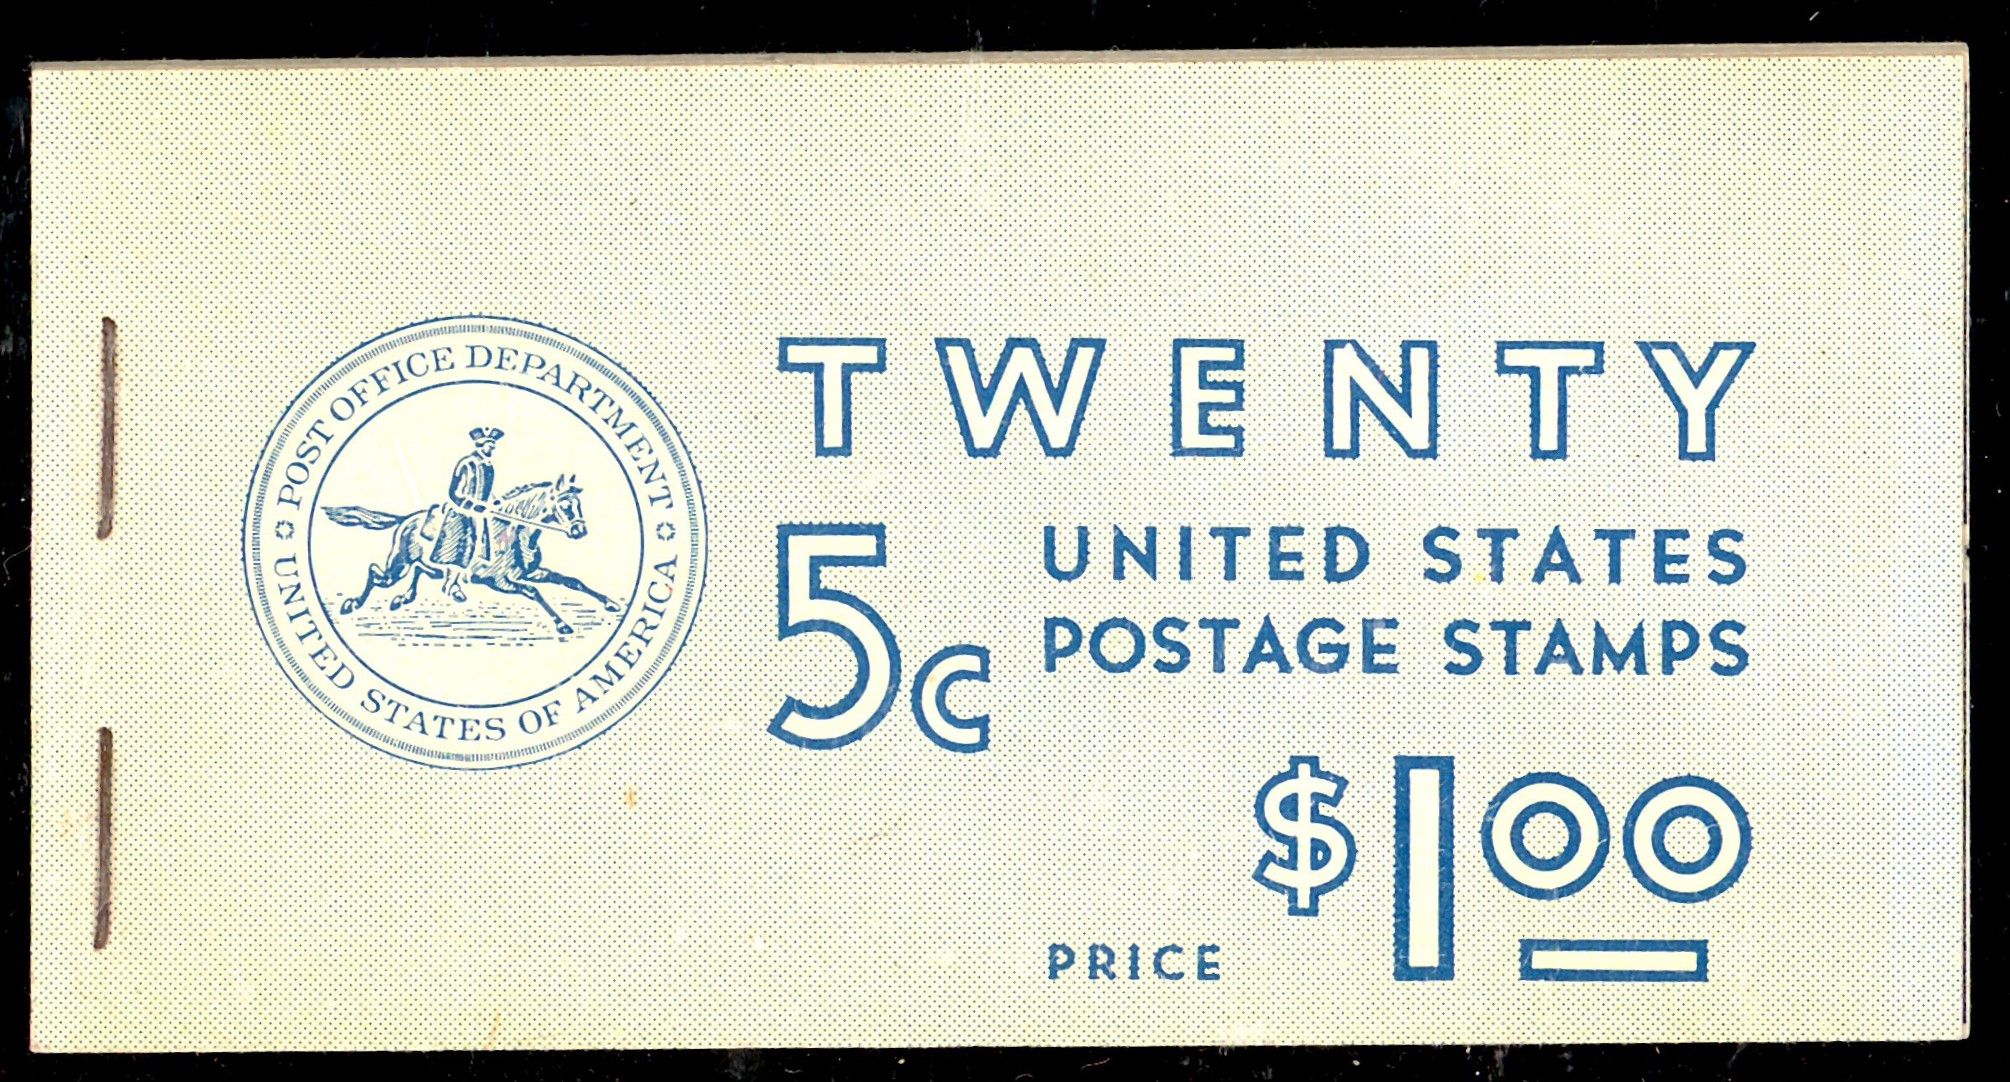 POST OFFICE DEPARTMENT
UNITED STATES OF AMERICA
TWENTY
5c
UNITED STATES
POSTAGE STAMPS
PRICE $1.00